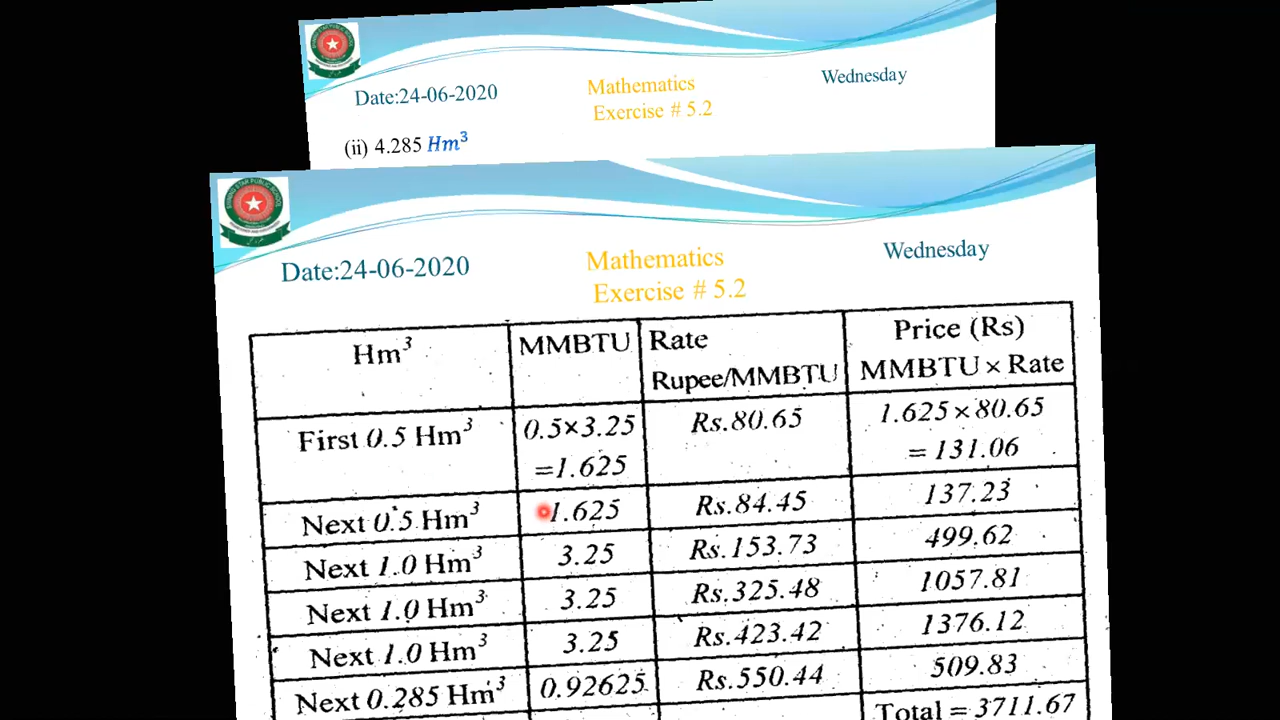 Date:24-06-2020
Mathematics
Exercise # 5.2
Wednesday
(ii) 4.285 Hm³
Date:24-06-2020
Mathematics
Exercise # 5.2
Wednesday
Hm³ MMBTU Rate Rupee/MMBTU Price (Rs) MMBTU × Rate
First 0.5 Hm³ 0.5×3.25 =1.625 Rs.80.65 1.625×80.65 = 131.06
Next 0.5 Hm³ 1.625 Rs.84.45 137.23
Next 1.0 Hm³ 3.25 Rs.153.73 499.62
Next 1.0 Hm³ 3.25 Rs.325.48 1057.81
Next 1.0 Hm³ 3.25 Rs.423.42 1376.12
Next 0.285 Hm³ 0.92625 Rs.550.44 509.83
Total = 3711.67